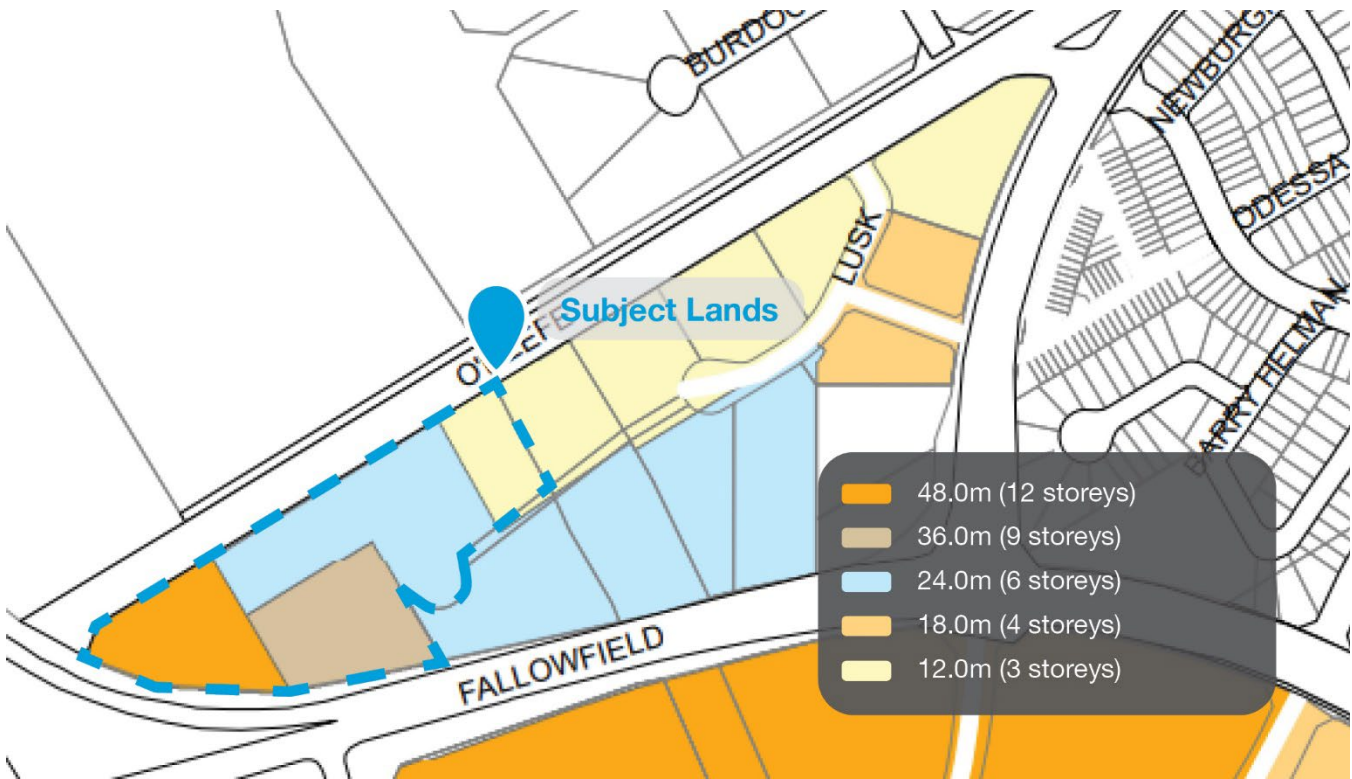 BURDO
NEWBURG
ODESSA
LUSK
Subject Lands
BARRY HELMAN
FALLOWFIELD
48.0m (12 storeys)
36.0m (9 storeys)
24.0m (6 storeys)
18.0m (4 storeys)
12.0m (3 storeys)